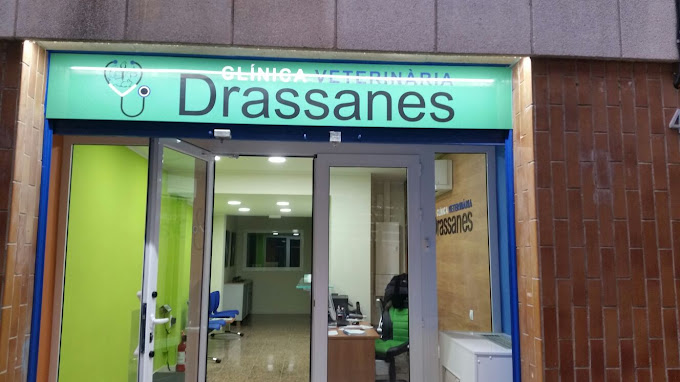 CLÍNICA VETERINÀRIA
Drassanes
CLÍNICA VETERINÀRIA
Drassanes